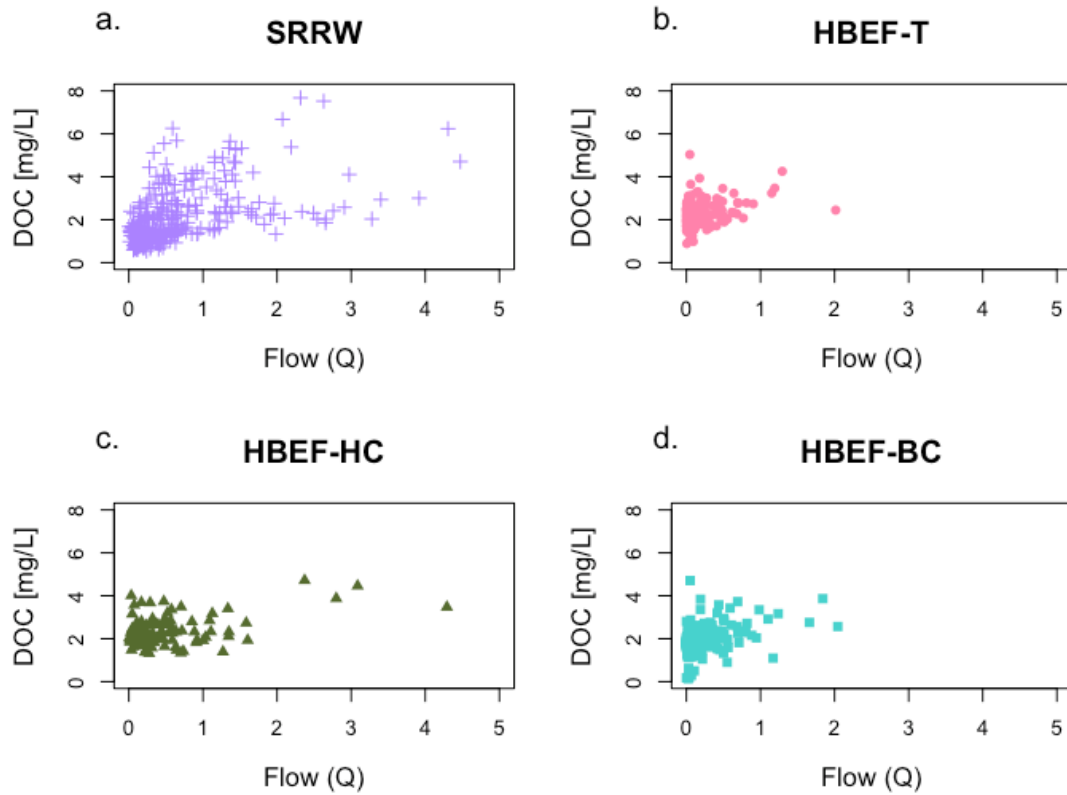 a.
SRRW
DOC [mg/L]
8
6
4
2
0
0 1 2 3 4 5
Flow (Q)
b.
HBEF-T
DOC [mg/L]
8
6
4
2
0
0 1 2 3 4 5
Flow (Q)
c.
HBEF-HC
DOC [mg/L]
8
6
4
2
0
0 1 2 3 4 5
Flow (Q)
d.
HBEF-BC
DOC [mg/L]
8
6
4
2
0
0 1 2 3 4 5
Flow (Q)